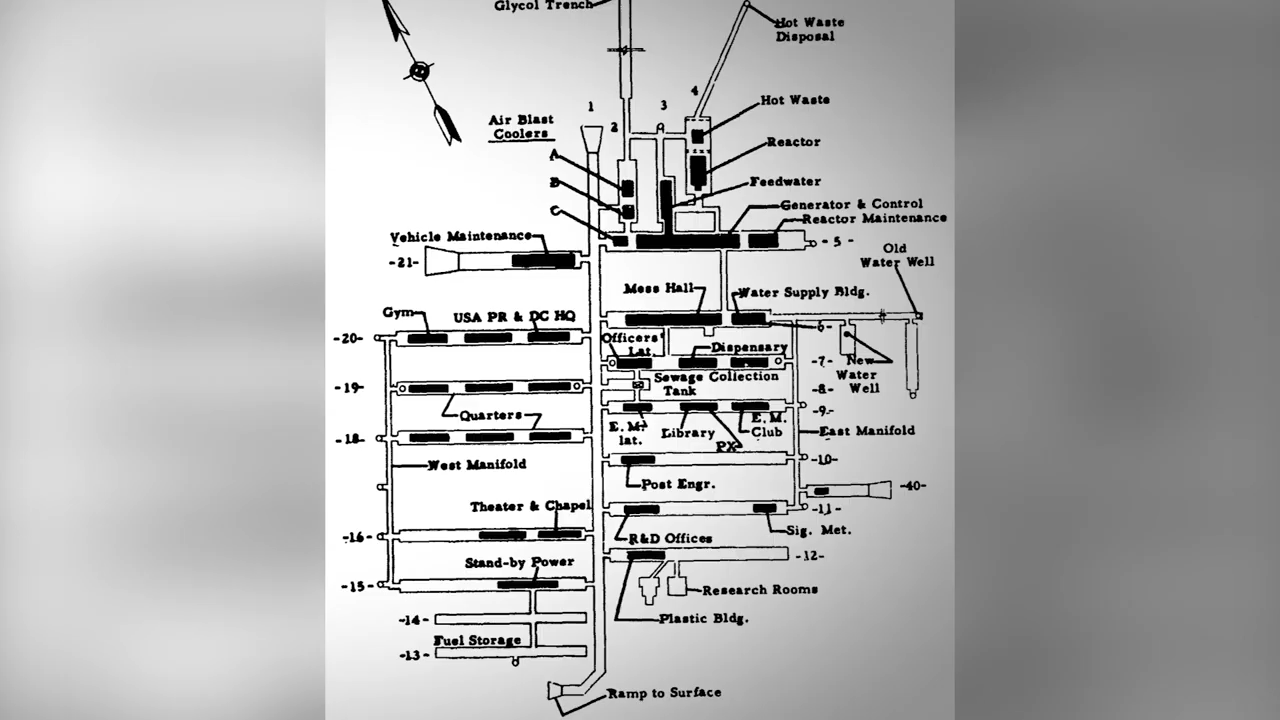 Glycol Trench
Hot Waste
Disposal
4
Hot Waste
1
3
Air Blast
Coolers
2
Reactor
A
B
Feedwater
C
Generator & Control
Reactor Maintenance
Vehicle Maintenance
- 5 -
-21-
Old
Water Well
Mess Hall
Water Supply Bldg.
Gym
USA PR & DC HQ
-6-
-20-
Officers'
Lat.
Dispensary
-7-
New
Water
Well
-19-
Sewage Collection
Tank
-8-
-9-
Quarters
E.M.
lat.
Library
PX
E.M.
Club
East Manifold
-18-
West Manifold
-10-
Post Engr.
-40-
Theater & Chapel
-11-
-16-
R&D Offices
Sig. Met.
Stand-by Power
-12-
-15-
Research Rooms
-14-
Plastic Bldg.
Fuel Storage
-13-
Ramp to Surface